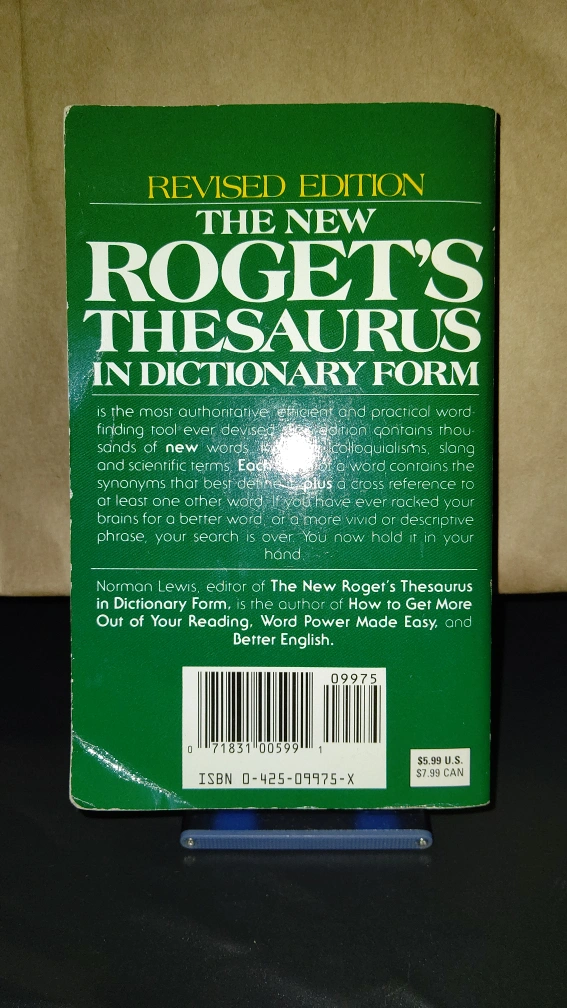 REVISED EDITION
THE NEW
ROGET'S
THESAURUS
IN DICTIONARY FORM
is the most authoritative, efficient and practical word-
finding tool ever devised. edition contains thou-
sands of new words, colloquialisms, slang
and scientific terms. Each of a word contains the
synonyms that best plus a cross reference to
at least one other word. If you have ever racked your
brains for a better word, or a more vivid or descriptive
phrase, your search is over. You now hold it in your
hand.
Norman Lewis, editor of The New Roget's Thesaurus
in Dictionary Form, is the author of How to Get More
Out of Your Reading, Word Power Made Easy, and
Better English.
09975
0 71831 00599 1
ISBN 0-425-09975-X
$5.99 U.S.
$7.99 CAN